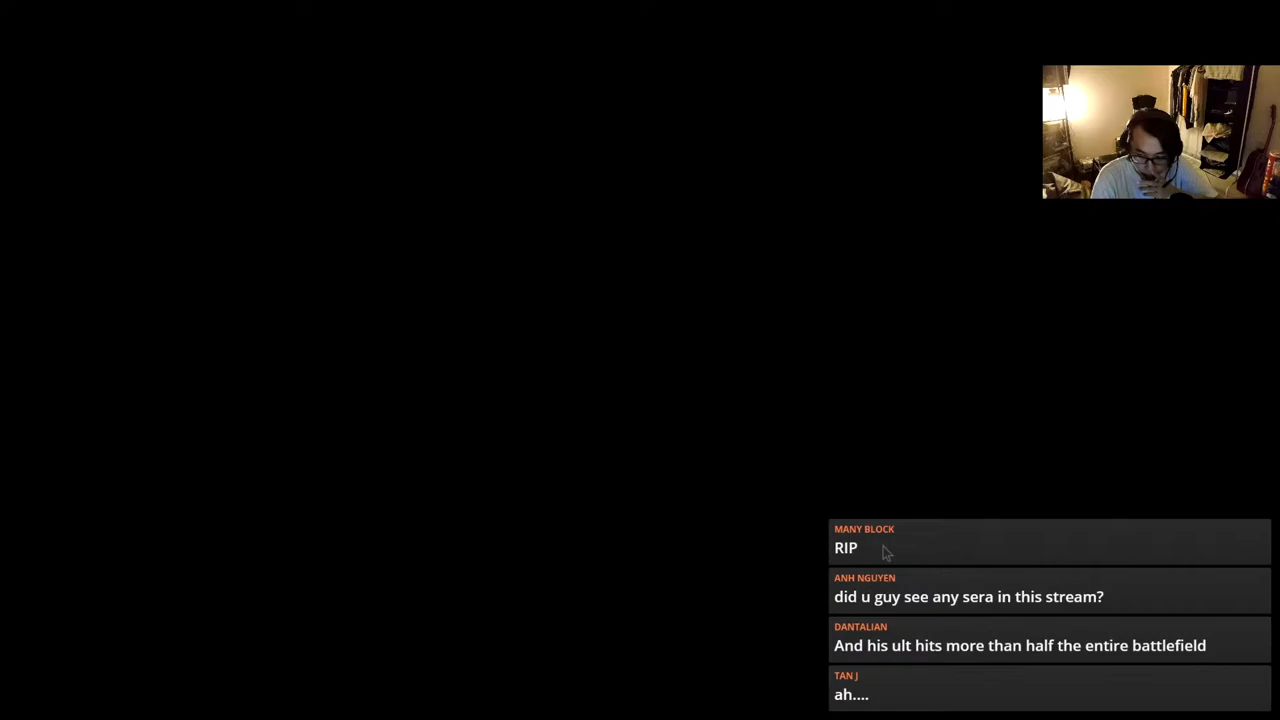 MANY BLOCK
RIP
ANH NGUYEN
did u guy see any sera in this stream?
DANTALIAN
And his ult hits more than half the entire battlefield
TAN J
ah....